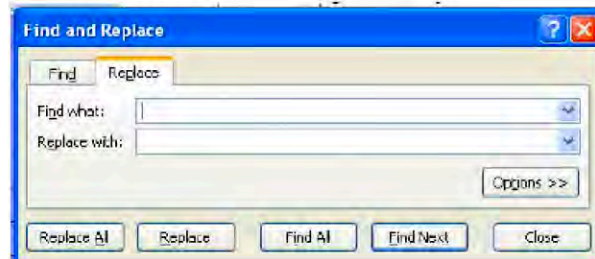 Find and Replace
Find Replace
Find what:
Replace with:
Options >>
Replace All Replace Find All Find Next Close